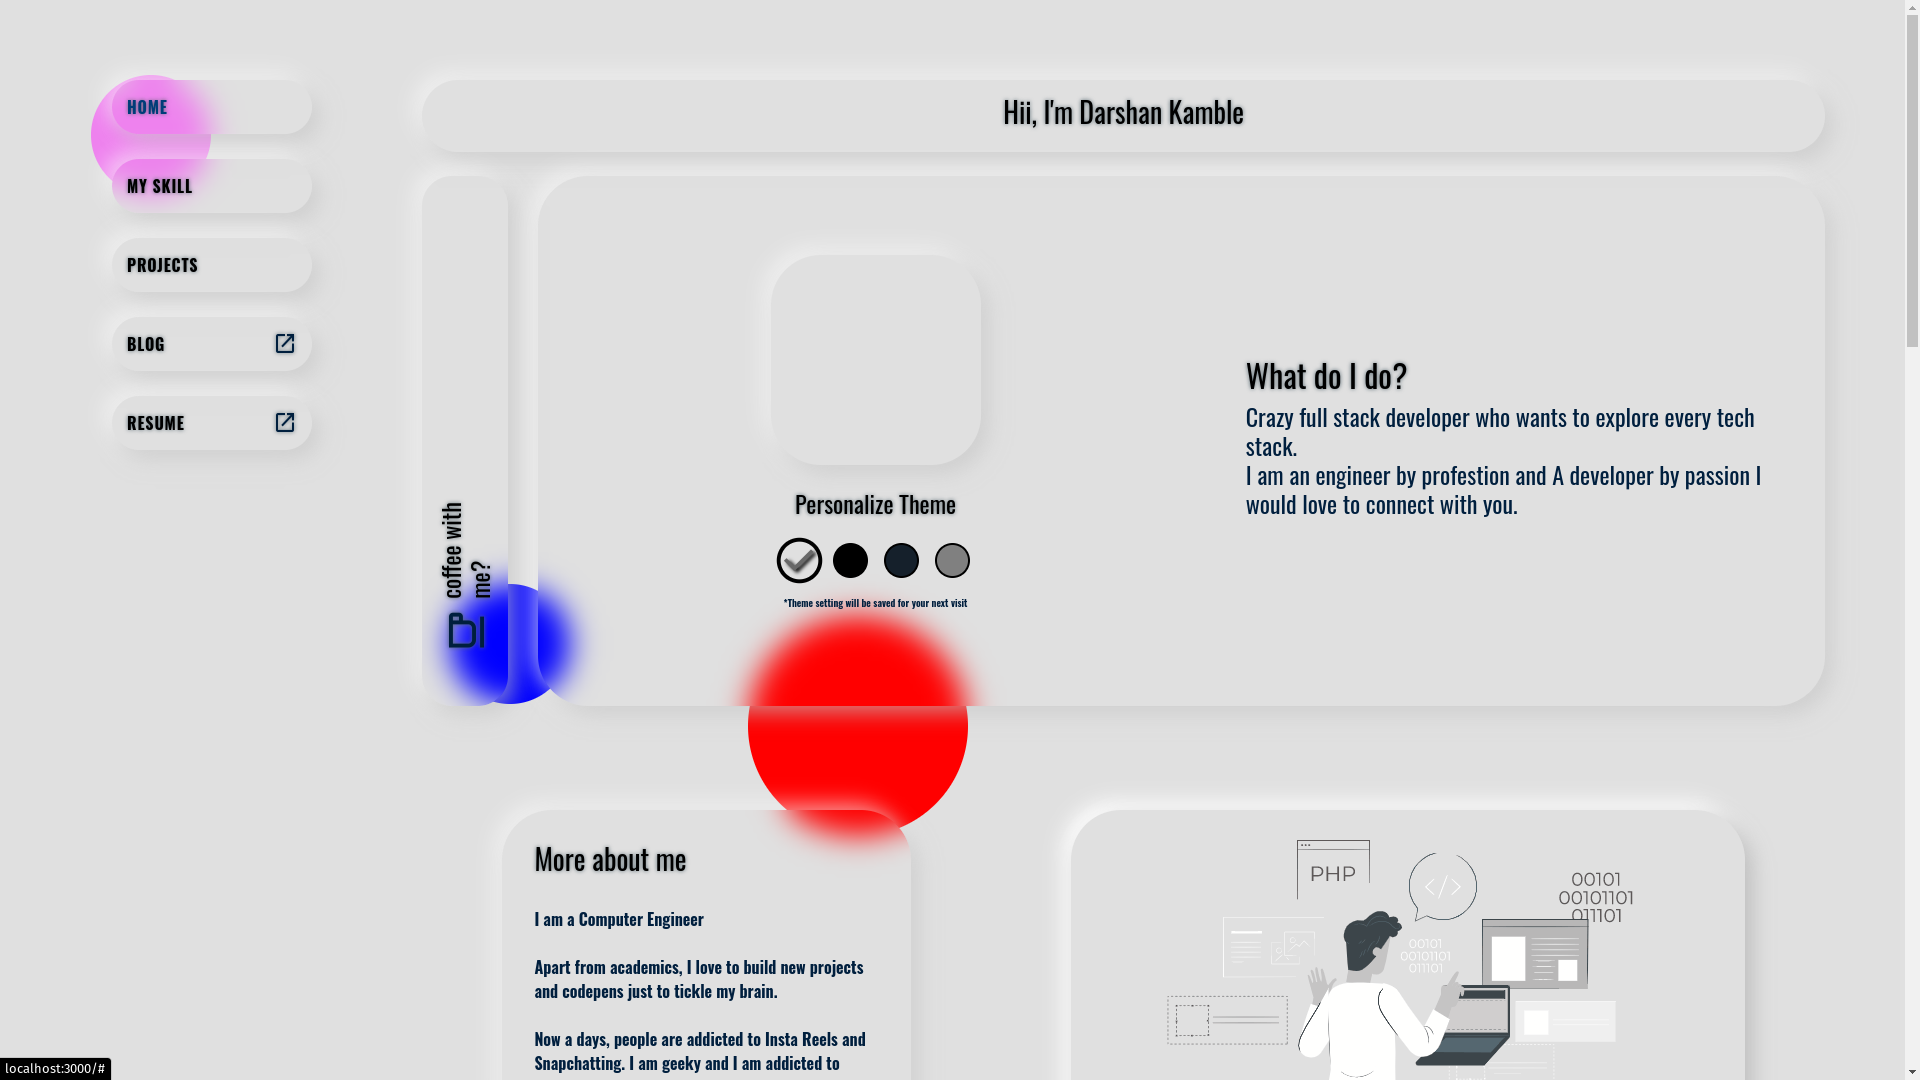 HOME
MY SKILL
PROJECTS
BLOG
RESUME
Hii, I'm Darshan Kamble
coffee with
me?
Personalize Theme
*Theme setting will be saved for your next visit
What do I do?
Crazy full stack developer who wants to explore every tech
stack.
I am an engineer by profestion and A developer by passion I
would love to connect with you.
More about me
I am a Computer Engineer
Apart from academics, I love to build new projects
and codepens just to tickle my brain.
Now a days, people are addicted to Insta Reels and
Snapchatting. I am geeky and I am addicted to
PHP
</>
00101
00101101
011101
00101
00101101
011101
localhost:3000/#